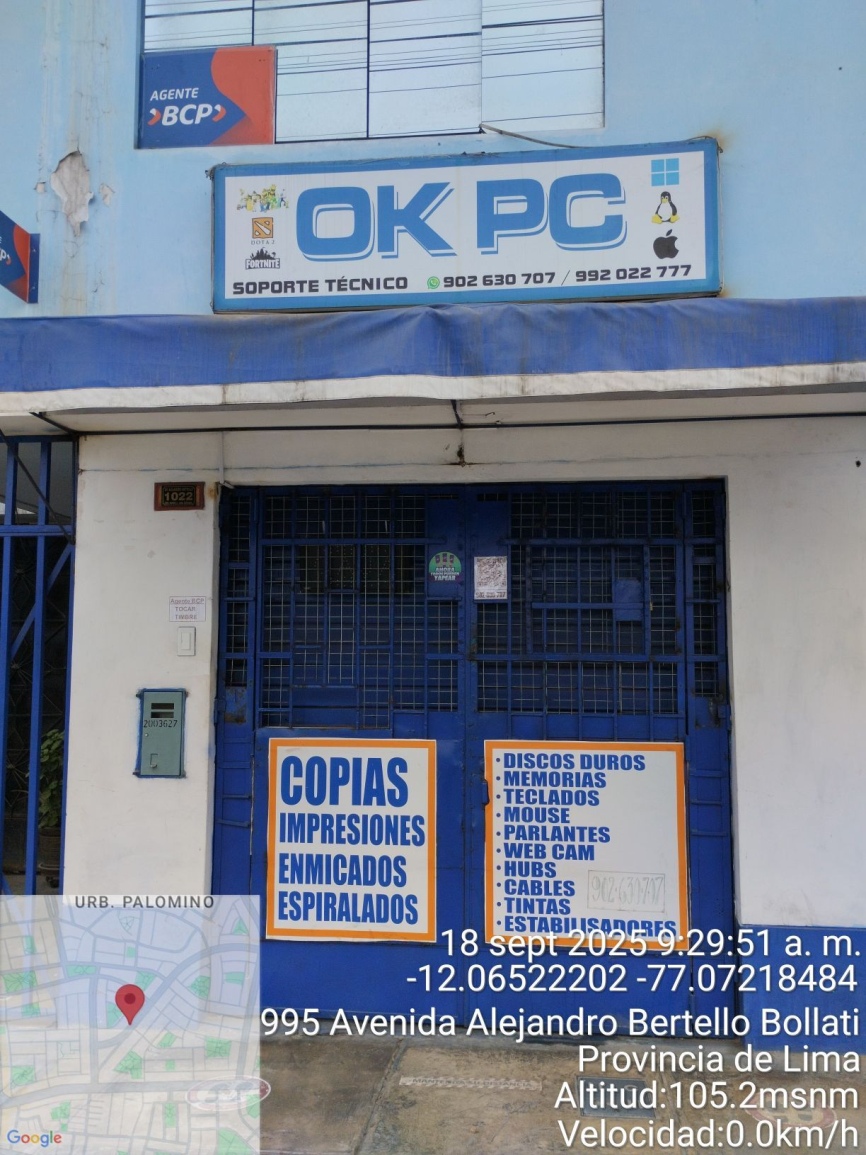 AGENTE
BCP
OK PC
DOTA 2
FORTNITE
SOPORTE TÉCNICO 902 630 707 / 992 022 777
1022
Agente BCP
TOCAR
TIMBRE
YAPEAR
2003627
COPIAS
IMPRESIONES
ENMICADOS
ESPIRALADOS
· DISCOS DUROS
· MEMORIAS
· TECLADOS
· MOUSE
· PARLANTES
· WEB CAM
· HUBS
· CABLES
· TINTAS
· ESTABILISADORES
902-630707
URB. PALOMINO
Google
18 sept 2025 9:29:51 a. m.
-12.06522202 -77.07218484
995 Avenida Alejandro Bertello Bollati
Provincia de Lima
Altitud:105.2msnm
Velocidad:0.0km/h